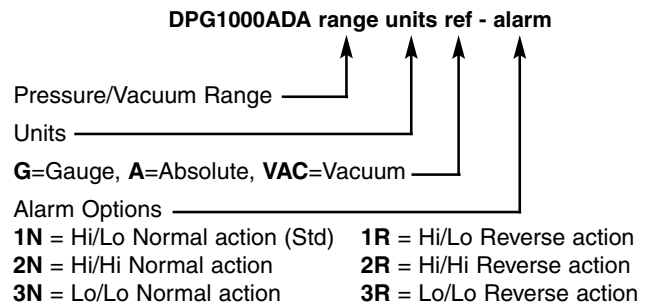 DPG1000ADA range units ref - alarm
Pressure/Vacuum Range
Units
G=Gauge, A=Absolute, VAC=Vacuum
Alarm Options
1N = Hi/Lo Normal action (Std) 1R = Hi/Lo Reverse action
2N = Hi/Hi Normal action 2R = Hi/Hi Reverse action
3N = Lo/Lo Normal action 3R = Lo/Lo Reverse action